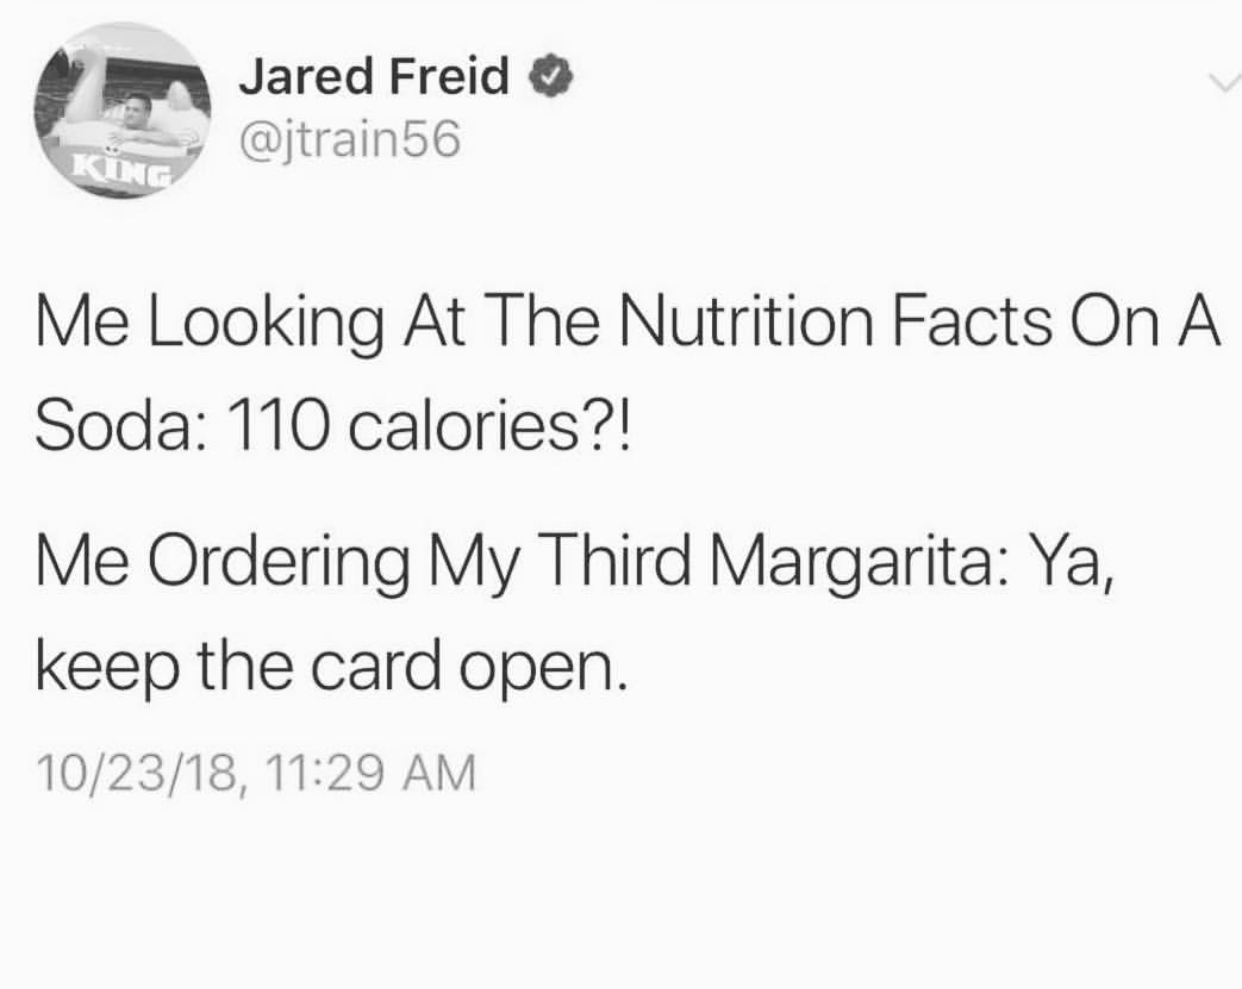 Jared Freid
@jtrain56
KING
Me Looking At The Nutrition Facts On A
Soda: 110 calories?!
Me Ordering My Third Margarita: Ya,
keep the card open.
10/23/18, 11:29 AM